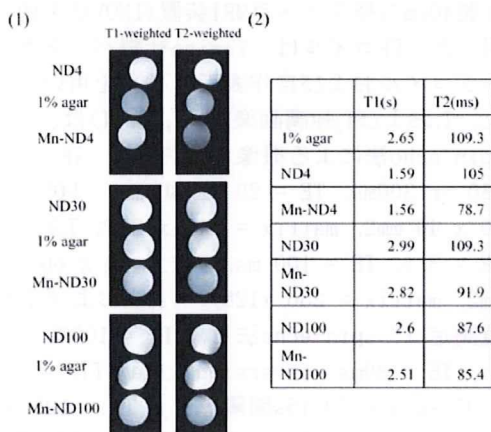 (1)
T1-weighted T2-weighted
ND4
1% agar
Mn-ND4
ND30
1% agar
Mn-ND30
ND100
1% agar
Mn-ND100
(2)
T1(s) T2(ms)
1% agar 2.65 109.3
ND4 1.59 105
Mn-ND4 1.56 78.7
ND30 2.99 109.3
Mn-
ND30 2.82 91.9
ND100 2.6 87.6
Mn-
ND100 2.51 85.4